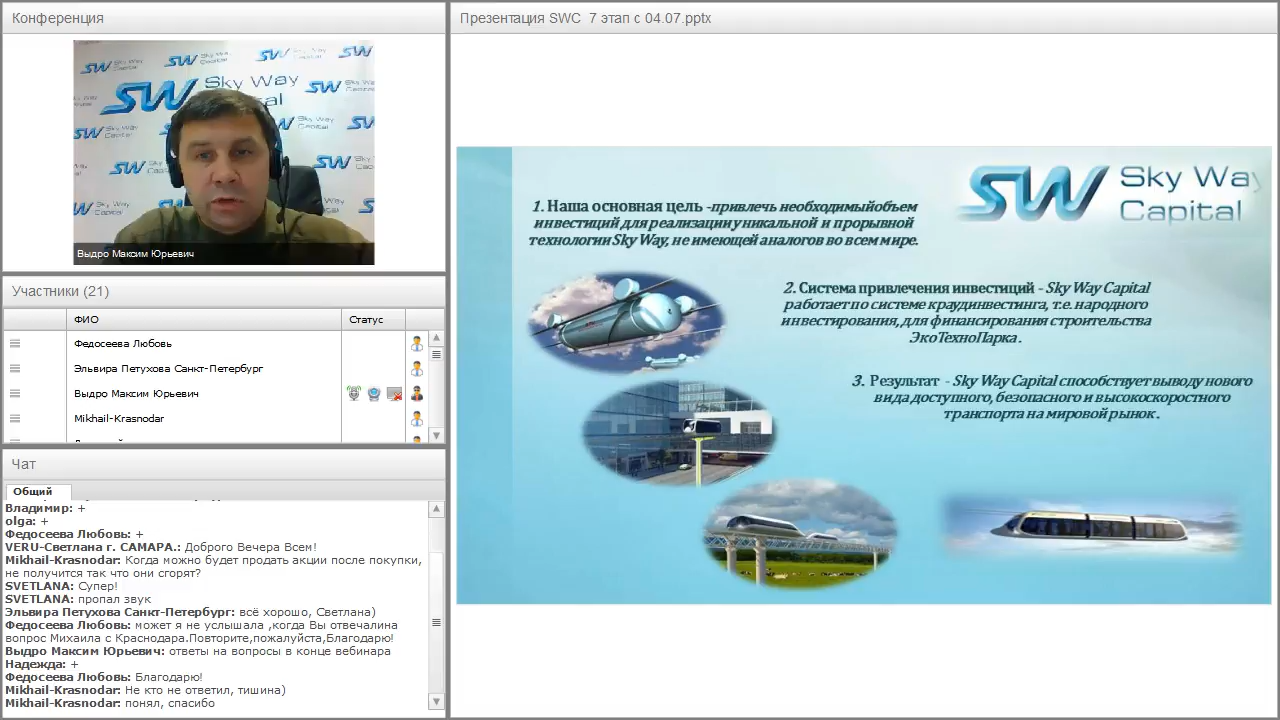 Конференция
Sky Way
Capital
Выдро Максим Юрьевич
Участники (21)
ФИО
Статус
Федосеева Любовь
Эльвира Петухова Санкт-Петербург
Выдро Максим Юрьевич
Mikhail-Krasnodar
Чат
Общий
Владимир: +
olga: +
Федосеева Любовь: +
VERU-Светлана г. САМАРА.: Доброго Вечера Всем!
Mikhail-Krasnodar: Когда можно будет продать акции после покупки,
не получится так что они сгорят?
SVETLANA: Супер!
SVETLANA: пропал звук
Эльвира Петухова Санкт-Петербург: всё хорошо, Светлана)
Федосеева Любовь: может я не услышала ,когда Вы отвечалина
вопрос Михаила с Краснодара.Повторите,пожалуйста,Благодарю!
Выдро Максим Юрьевич: ответы на вопросы в конце вебинара
Надежда: +
Федосеева Любовь: Благодарю!
Mikhail-Krasnodar: Не кто не ответил, тишина)
Mikhail-Krasnodar: понял, спасибо
Презентация SWC 7 этап с 04.07.pptx
SW Sky Way
Capital
1. Наша основная цель -привлечь необходимыйобъем
инвестиций для реализации уникальной и прорывной
технологии Sky Way, не имеющей аналогов во всем мире.
2. Система привлечения инвестиций - Sky Way Capital
работает по системе краудинвестинга, т.е. народного
инвестирования, для финансирования строительства
ЭкоТехноПарка .
3. Результат - Sky Way Capital способствует выводу нового
вида доступного, безопасного и высокоскоростного
транспорта на мировой рынок .